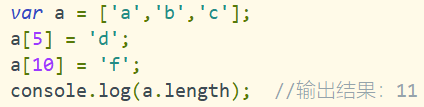 var a = ['a','b','c'];
a[5] = 'd';
a[10] = 'f';
console.log(a.length);  //输出结果：11